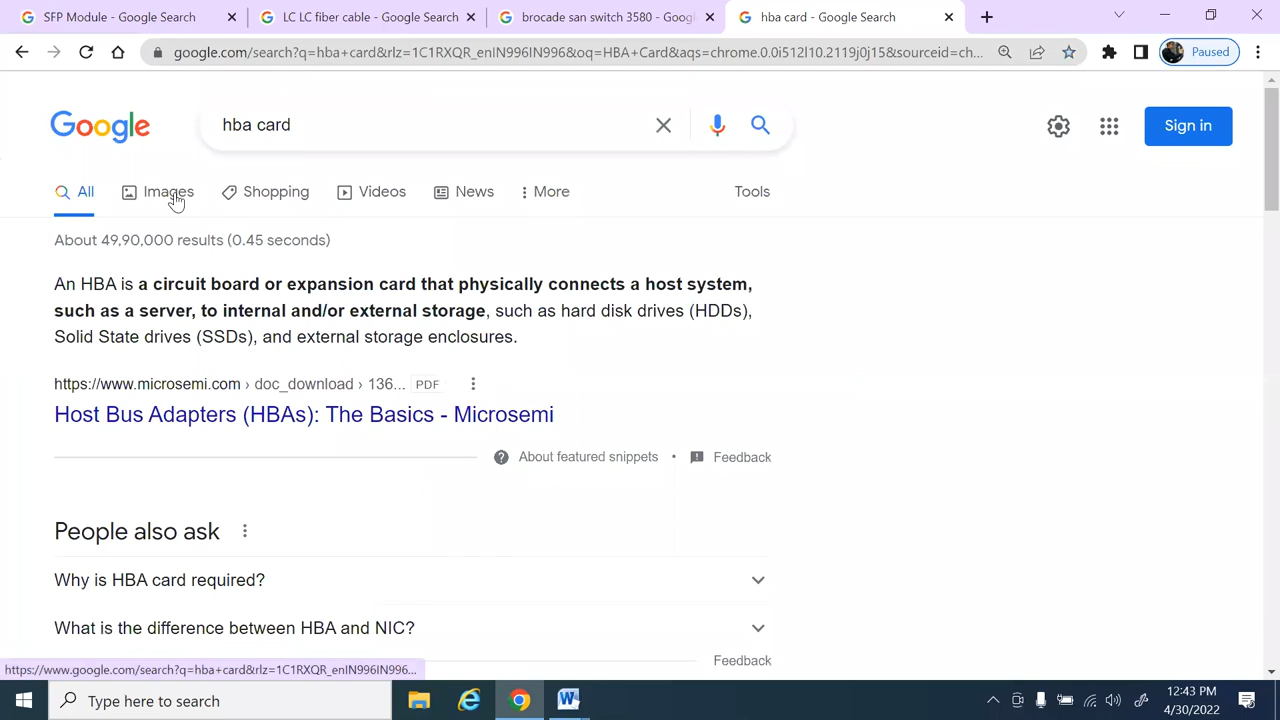 SFP Module - Google Search
LC LC fiber cable - Google Search
brocade san switch 3580 - Goog
hba card - Google Search
google.com/search?q=hba+card&rlz=1C1RXQR_enIN996IN996&oq=HBA+Card&aqs=chrome.0.0i512l10.2119j0j15&sourceid=ch...
Paused
Google
hba card
Sign in
All
Images
Shopping
Videos
News
More
Tools
About 49,90,000 results (0.45 seconds)
An HBA is a circuit board or expansion card that physically connects a host system,
such as a server, to internal and/or external storage, such as hard disk drives (HDDs),
Solid State drives (SSDs), and external storage enclosures.
https://www.microsemi.com › doc_download › 136... PDF
Host Bus Adapters (HBAs): The Basics - Microsemi
About featured snippets • Feedback
People also ask
Why is HBA card required?
What is the difference between HBA and NIC?
Feedback
https://www.google.com/search?q=hba+card&rlz=1C1RXQR_enIN996IN996...
Type here to search
12:43 PM
4/30/2022